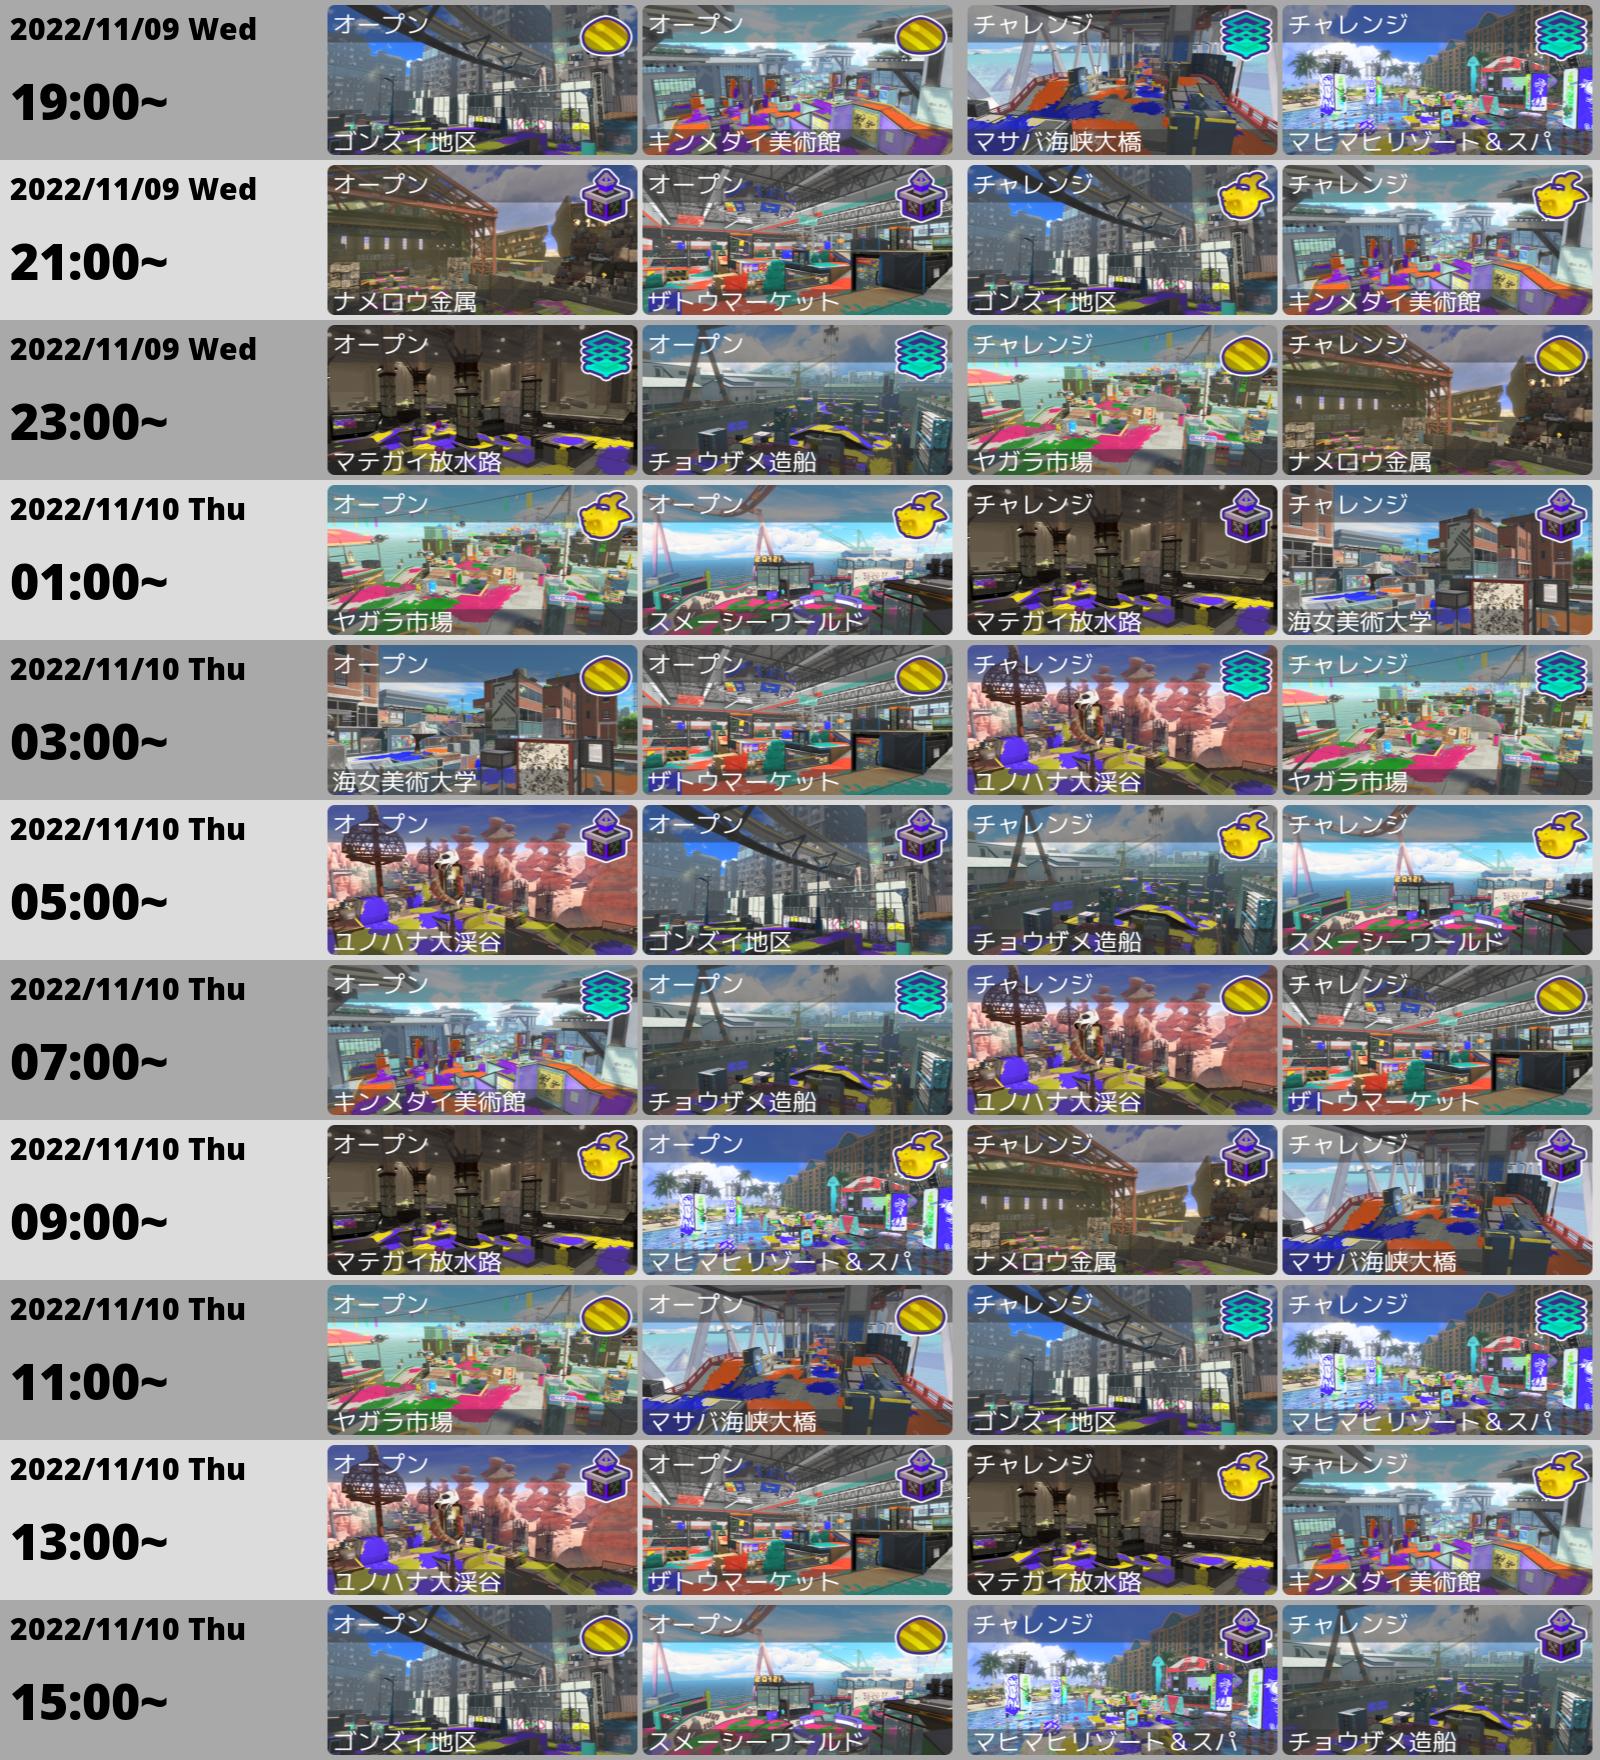 2022/11/09 Wed
19:00~
オープン
ゴンズイ地区
オープン
キンメダイ美術館
チャレンジ
マサバ海峡大橋
チャレンジ
マヒマヒリゾート＆スパ
2022/11/09 Wed
21:00~
オープン
ナメロウ金属
オープン
ザトウマーケット
チャレンジ
ゴンズイ地区
チャレンジ
キンメダイ美術館
2022/11/09 Wed
23:00~
オープン
マテガイ放水路
オープン
チョウザメ造船
チャレンジ
ヤガラ市場
チャレンジ
ナメロウ金属
2022/11/10 Thu
01:00~
オープン
ヤガラ市場
オープン
スメーシーワールド
チャレンジ
マテガイ放水路
チャレンジ
海女美術大学
2022/11/10 Thu
03:00~
オープン
海女美術大学
オープン
ザトウマーケット
チャレンジ
ユノハナ大渓谷
チャレンジ
ヤガラ市場
2022/11/10 Thu
05:00~
オープン
ユノハナ大渓谷
オープン
ゴンズイ地区
チャレンジ
チョウザメ造船
チャレンジ
スメーシーワールド
2022/11/10 Thu
07:00~
オープン
キンメダイ美術館
オープン
チョウザメ造船
チャレンジ
ユノハナ大渓谷
チャレンジ
ザトウマーケット
2022/11/10 Thu
09:00~
オープン
マテガイ放水路
オープン
マヒマヒリゾート＆スパ
チャレンジ
ナメロウ金属
チャレンジ
マサバ海峡大橋
2022/11/10 Thu
11:00~
オープン
ヤガラ市場
オープン
マサバ海峡大橋
チャレンジ
ゴンズイ地区
チャレンジ
マヒマヒリゾート＆スパ
2022/11/10 Thu
13:00~
オープン
ユノハナ大渓谷
オープン
ザトウマーケット
チャレンジ
マテガイ放水路
チャレンジ
キンメダイ美術館
2022/11/10 Thu
15:00~
オープン
ゴンズイ地区
オープン
スメーシーワールド
チャレンジ
マヒマヒリゾート＆スパ
チャレンジ
チョウザメ造船